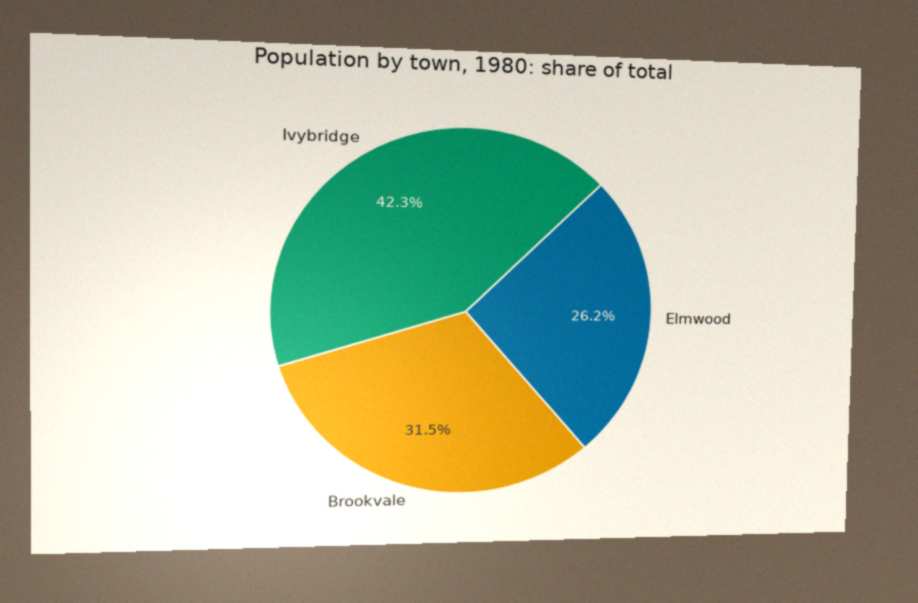 Population by town, 1980: share of total
Ivybridge
42.3%
26.2%
Elmwood
31.5%
Brookvale